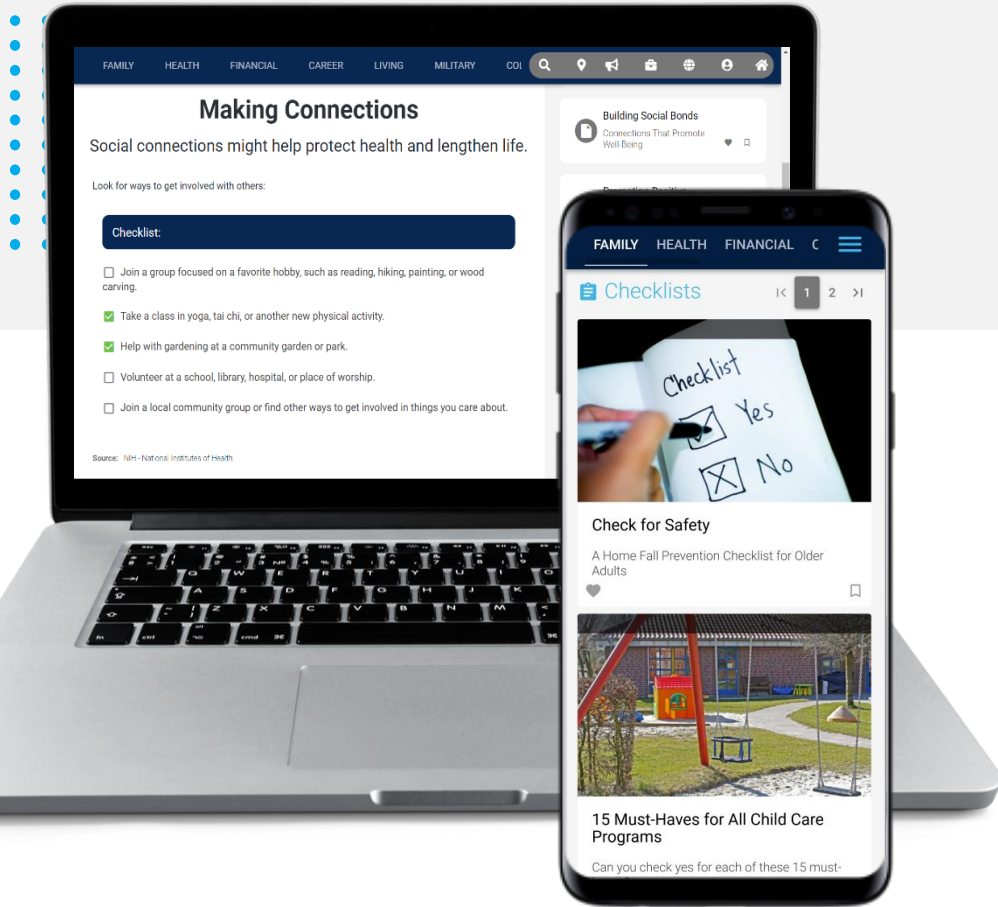 FAMILY HEALTH FINANCIAL CAREER LIVING MILITARY
Making Connections
Social connections might help protect health and lengthen life.
Look for ways to get involved with others:
Checklist:
Join a group focused on a favorite hobby, such as reading, hiking, painting, or wood
carving.
Take a class in yoga, tai chi, or another new physical activity.
Help with gardening at a community garden or park.
Volunteer at a school, library, hospital, or place of worship.
Join a local community group or find other ways to get involved in things you care about.
Source: NIH - National Institutes of Health
Building Social Bonds
Connections That Promote
Well-Being
FAMILY HEALTH FINANCIAL C
Checklists
1 2
Checklist
Yes
No
Check for Safety
A Home Fall Prevention Checklist for Older
Adults
15 Must-Haves for All Child Care
Programs
Can you check yes for each of these 15 must-
fn ctrl cmd ⌘